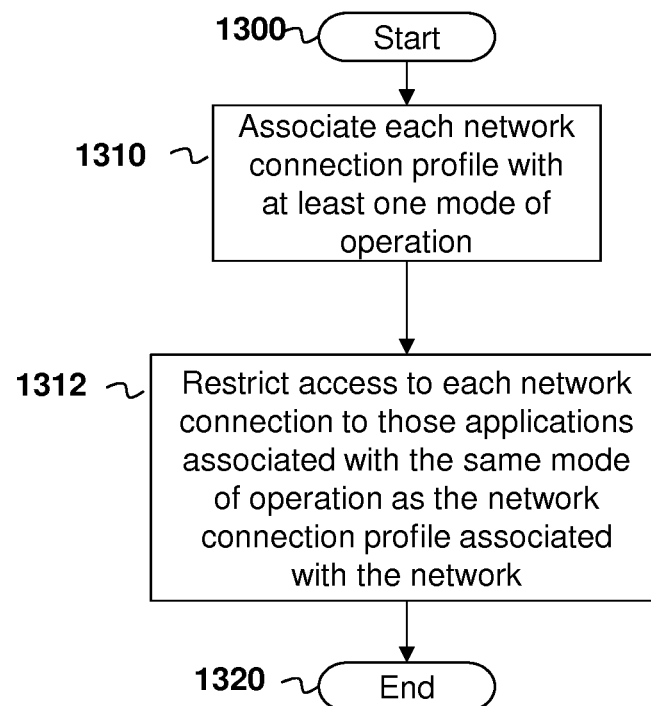 1300
Start
1310
Associate each network
connection profile with
at least one mode of
operation
1312
Restrict access to each network
connection to those applications
associated with the same mode
of operation as the network
connection profile associated
with the network
1320
End